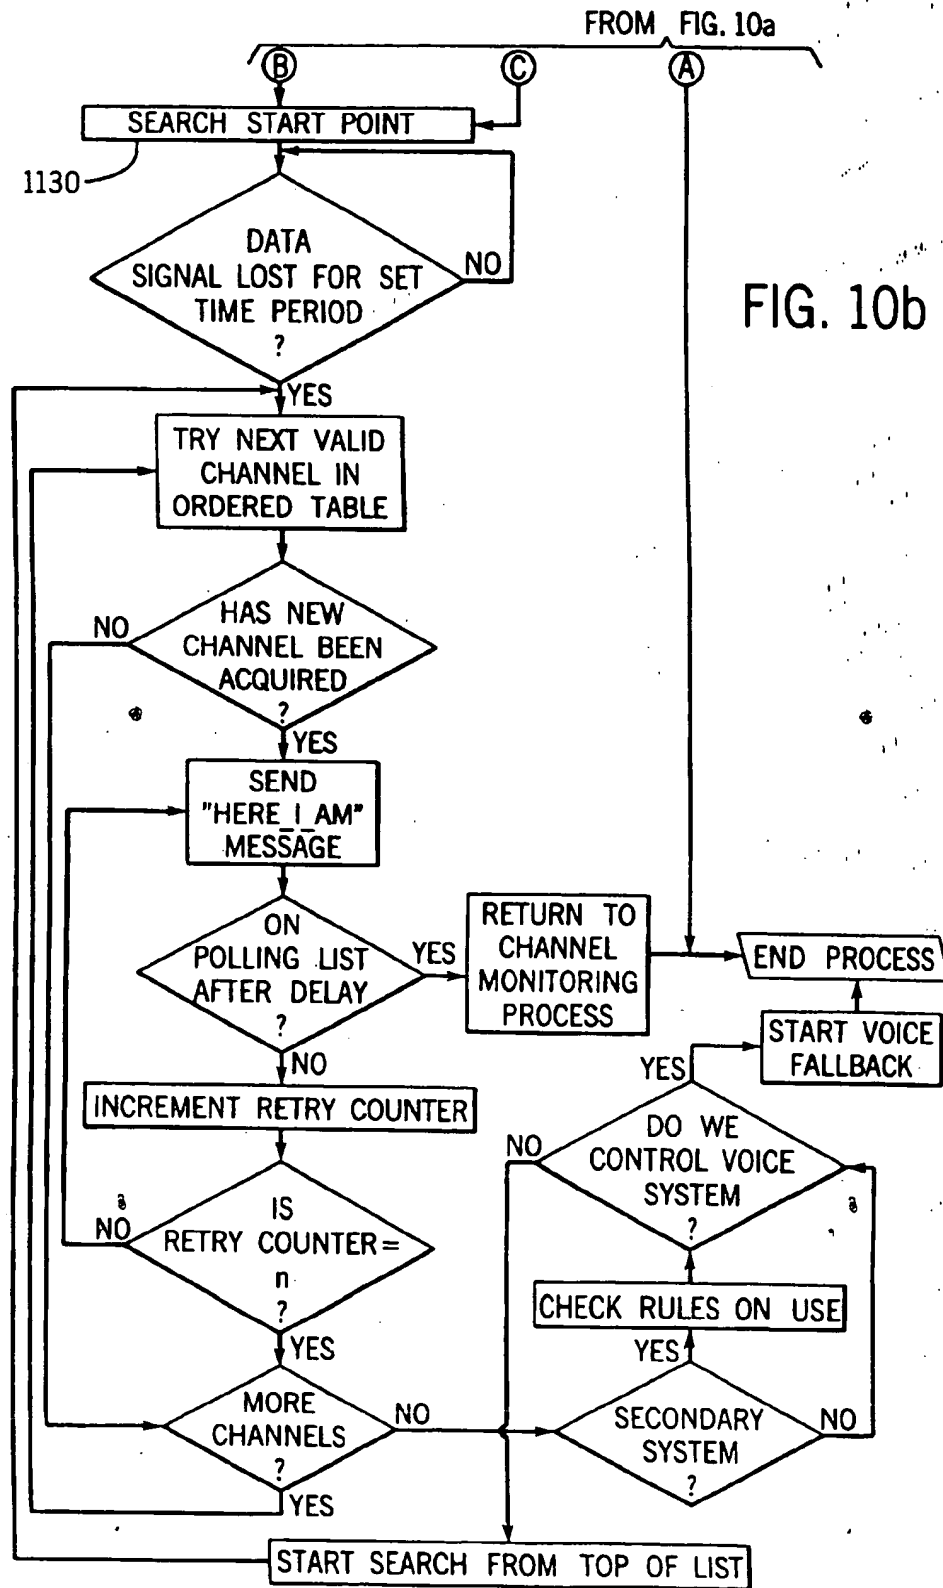 FROM FIG. 10a
B
C
A
SEARCH START POINT
1130
DATA
SIGNAL LOST FOR SET
TIME PERIOD
?
NO
FIG. 10b
YES
TRY NEXT VALID
CHANNEL IN
ORDERED TABLE
HAS NEW
CHANNEL BEEN
ACQUIRED
?
NO
YES
SEND
"HERE_I_AM"
MESSAGE
ON
POLLING LIST
AFTER DELAY
?
YES
RETURN TO
CHANNEL
MONITORING
PROCESS
END PROCESS
START VOICE
FALLBACK
NO
INCREMENT RETRY COUNTER
YES
DO WE
CONTROL VOICE
SYSTEM
?
NO
IS
RETRY COUNTER=
n
?
NO
CHECK RULES ON USE
YES
YES
MORE
CHANNELS
?
NO
SECONDARY
SYSTEM
?
NO
YES
START SEARCH FROM TOP OF LIST